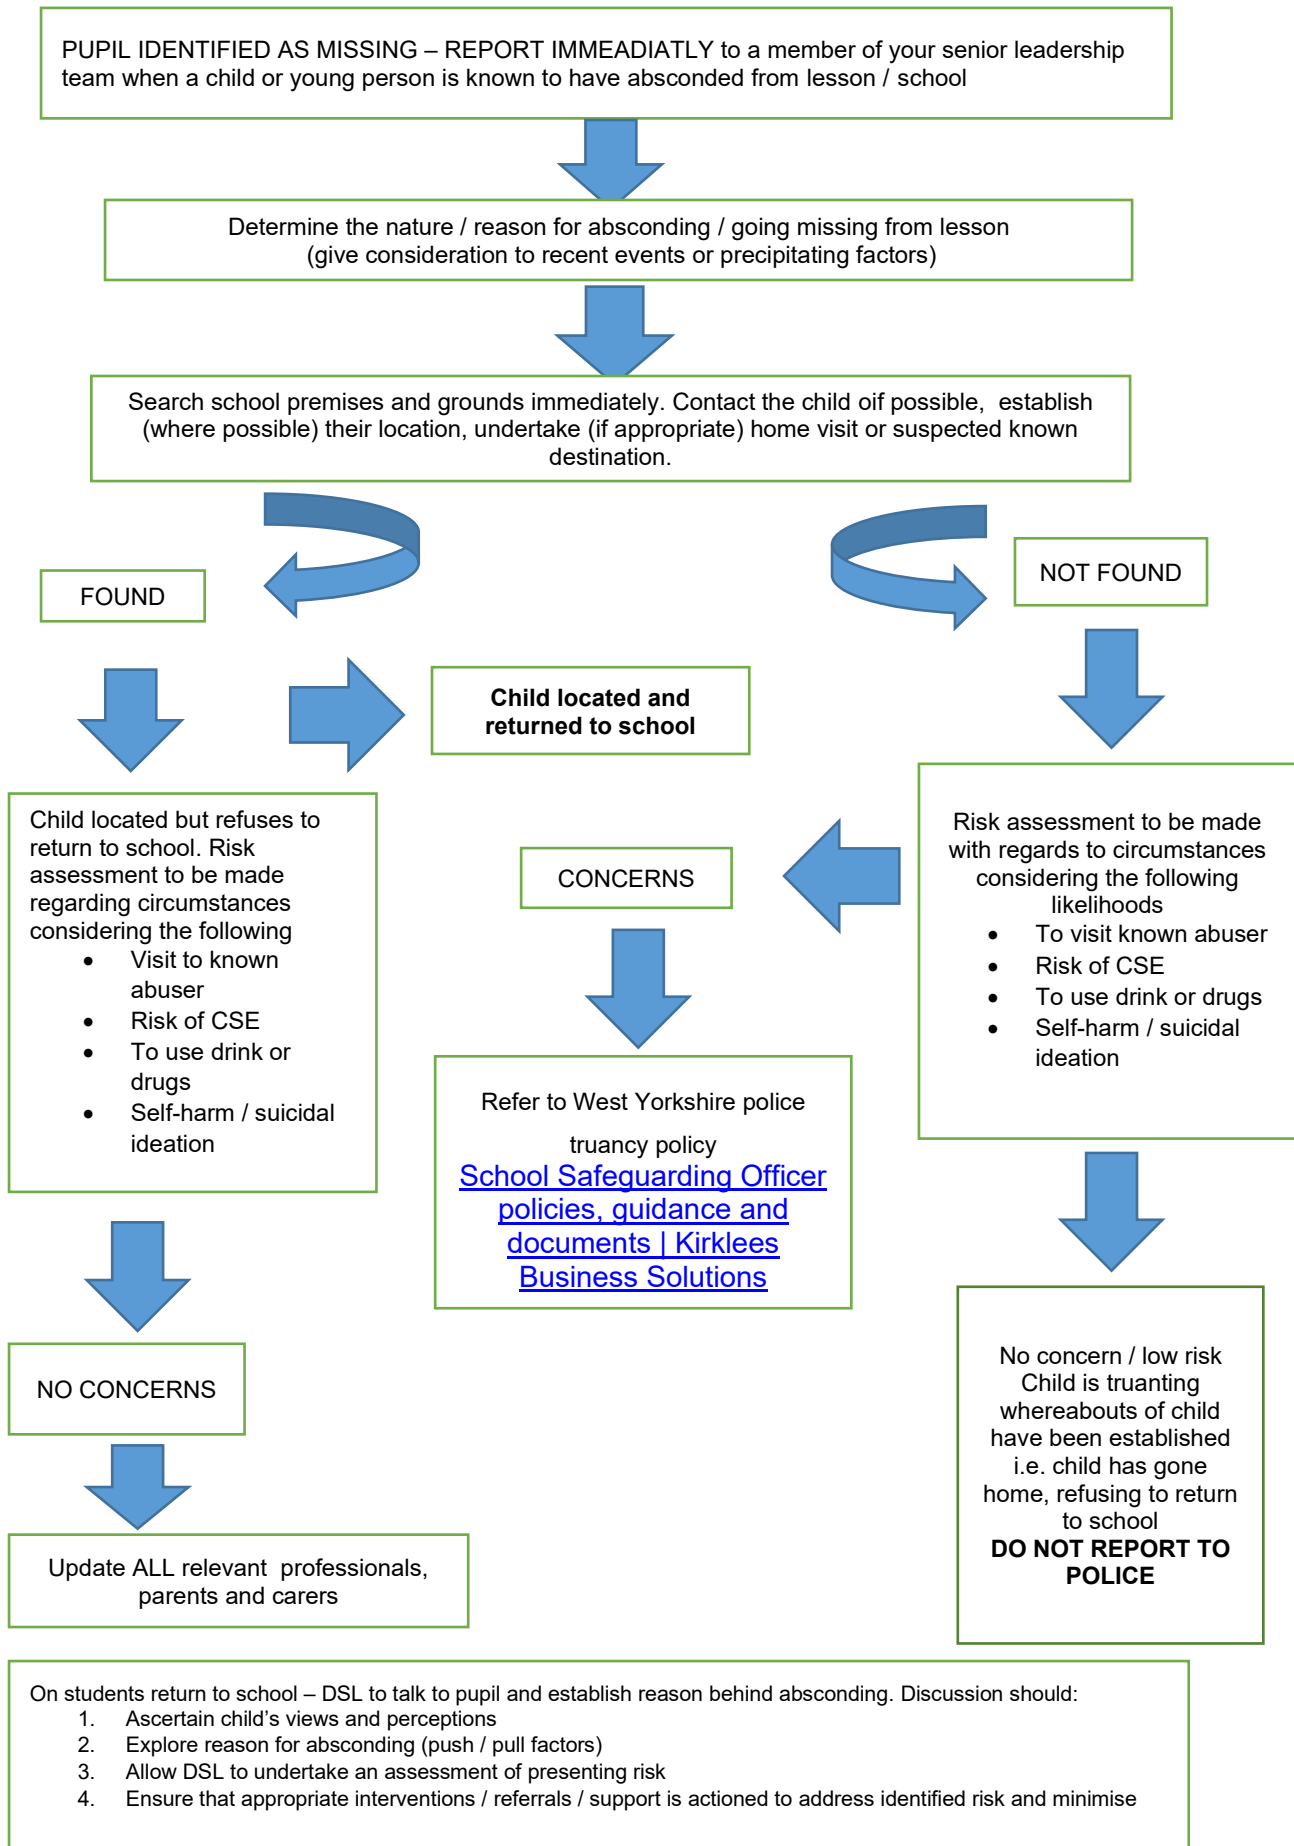 PUPIL IDENTIFIED AS MISSING – REPORT IMMEADIATLY to a member of your senior leadership
team when a child or young person is known to have absconded from lesson / school
Determine the nature / reason for absconding / going missing from lesson
(give consideration to recent events or precipitating factors)
Search school premises and grounds immediately. Contact the child oif possible,  establish
(where possible) their location, undertake (if appropriate) home visit or suspected known
destination.
FOUND
NOT FOUND
Child located and
returned to school
Child located but refuses to
return to school. Risk
assessment to be made
regarding circumstances
considering the following
• Visit to known
abuser
• Risk of CSE
• To use drink or
drugs
• Self-harm / suicidal
ideation
CONCERNS
Risk assessment to be made
with regards to circumstances
considering the following
likelihoods
• To visit known abuser
• Risk of CSE
• To use drink or drugs
• Self-harm / suicidal
ideation
Refer to West Yorkshire police
truancy policy
School Safeguarding Officer
policies, guidance and
documents | Kirklees
Business Solutions
NO CONCERNS
No concern / low risk
Child is truanting
whereabouts of child
have been established
i.e. child has gone
home, refusing to return
to school
DO NOT REPORT TO
POLICE
Update ALL relevant  professionals,
parents and carers
On students return to school – DSL to talk to pupil and establish reason behind absconding. Discussion should:
1. Ascertain child’s views and perceptions
2. Explore reason for absconding (push / pull factors)
3. Allow DSL to undertake an assessment of presenting risk
4. Ensure that appropriate interventions / referrals / support is actioned to address identified risk and minimise